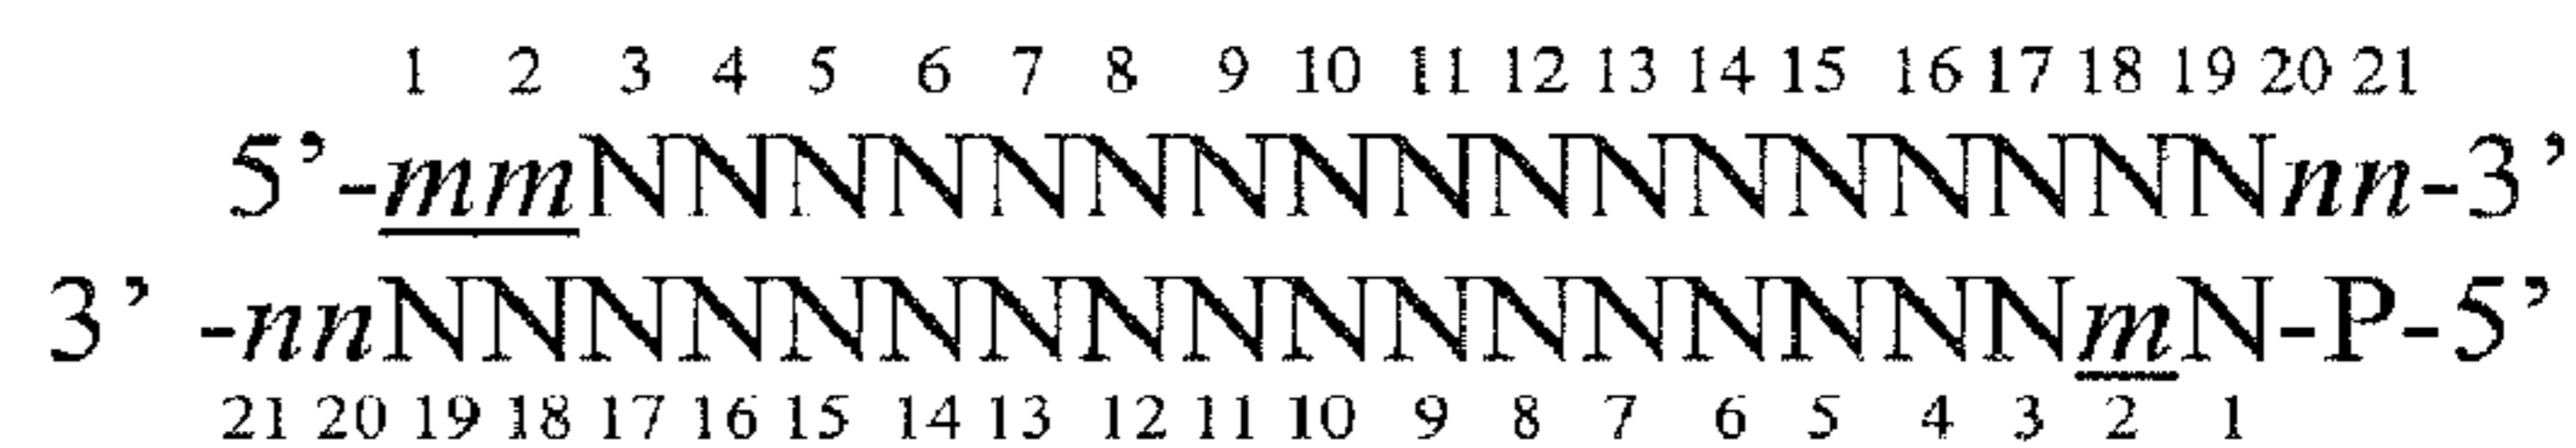 1 2 3 4 5 6 7 8 9 10 11 12 13 14 15 16 17 18 19 20 21
5’-mmNNNNNNNNNNNNNNNNNnn-3’
3’ -nnNNNNNNNNNNNNNNNNNmN-P-5’
21 20 19 18 17 16 15 14 13 12 11 10 9 8 7 6 5 4 3 2 1